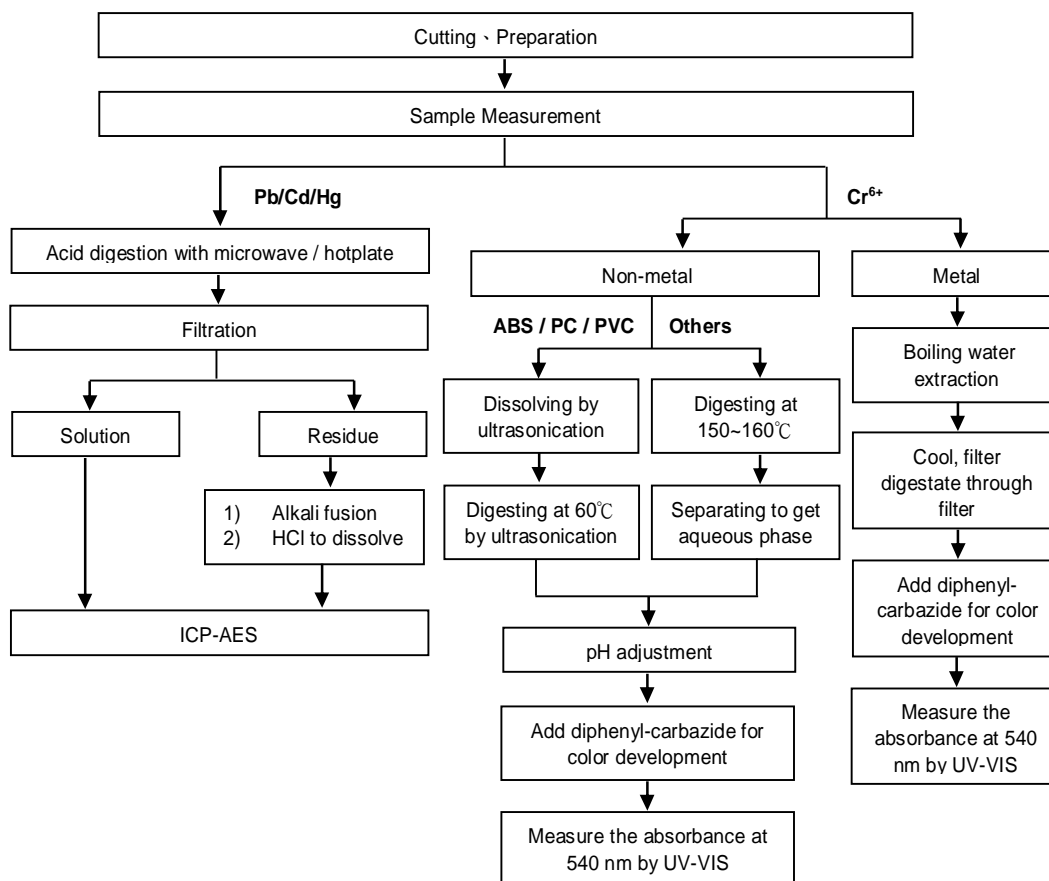 Cutting、Preparation
Sample Measurement
Pb/Cd/Hg
Cr6+
Acid digestion with microwave / hotplate
Non-metal
Metal
Filtration
ABS / PC / PVC
Others
Boiling water
extraction
Solution
Residue
Dissolving by
ultrasonication
Digesting at
150~160℃
Cool, filter
digestate through
filter
1) Alkali fusion
2) HCl to dissolve
Digesting at 60℃
by ultrasonication
Separating to get
aqueous phase
Add diphenyl-
carbazide for color
development
ICP-AES
pH adjustment
Measure the
absorbance at 540
nm by UV-VIS
Add diphenyl-carbazide for
color development
Measure the absorbance at
540 nm by UV-VIS